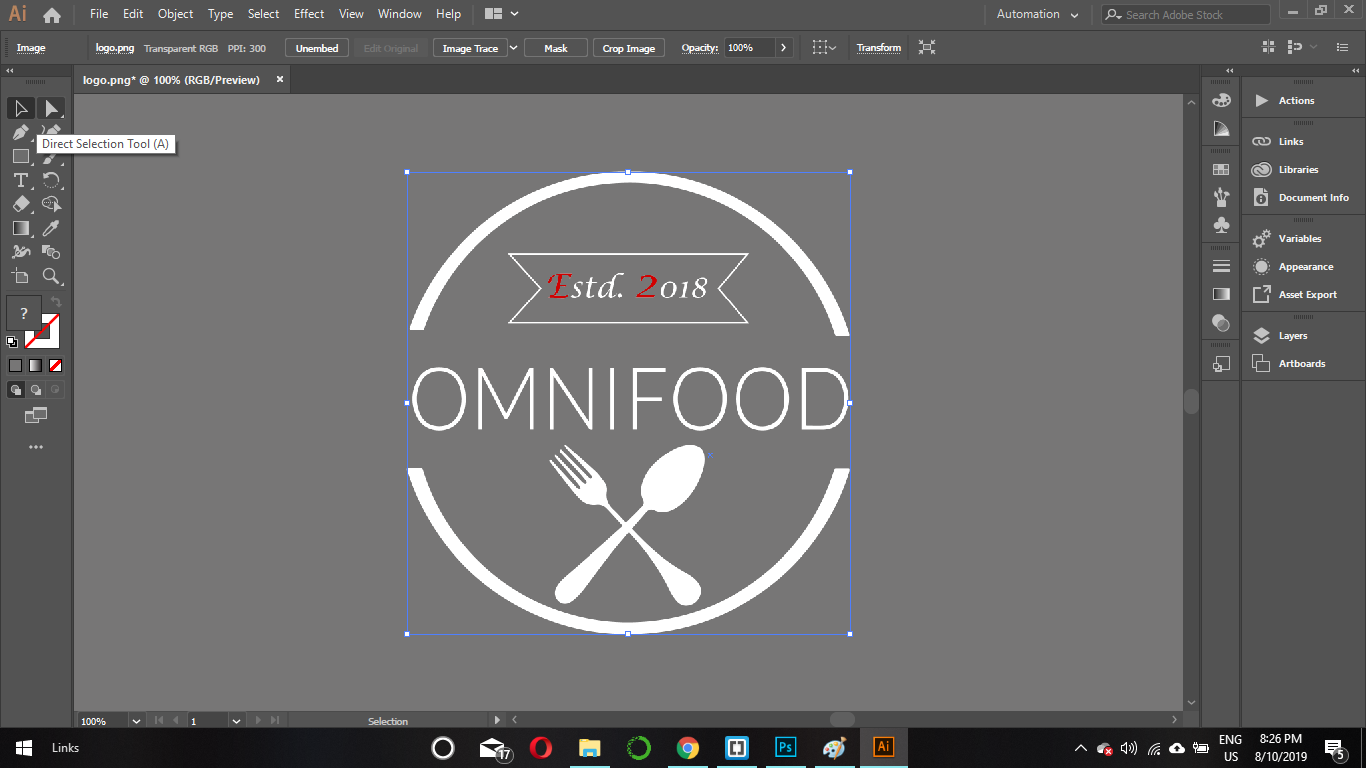 Ai File Edit Object Type Select Effect View Window Help Automation Search Adobe Stock
Image logo.png Transparent RGB PPI: 300 Unembed Edit Original Image Trace Mask Crop Image Opacity: 100% Transform
logo.png* @ 100% (RGB/Preview)
Actions
Direct Selection Tool (A)
Links
Libraries
T
Document Info
Variables
Appearance
Estd. 2018
Asset Export
?
Layers
Artboards
OMNIFOOD
100% 1 Selection
Links 17 Ps Ai ENG 8:26 PM
US 8/10/2019 5